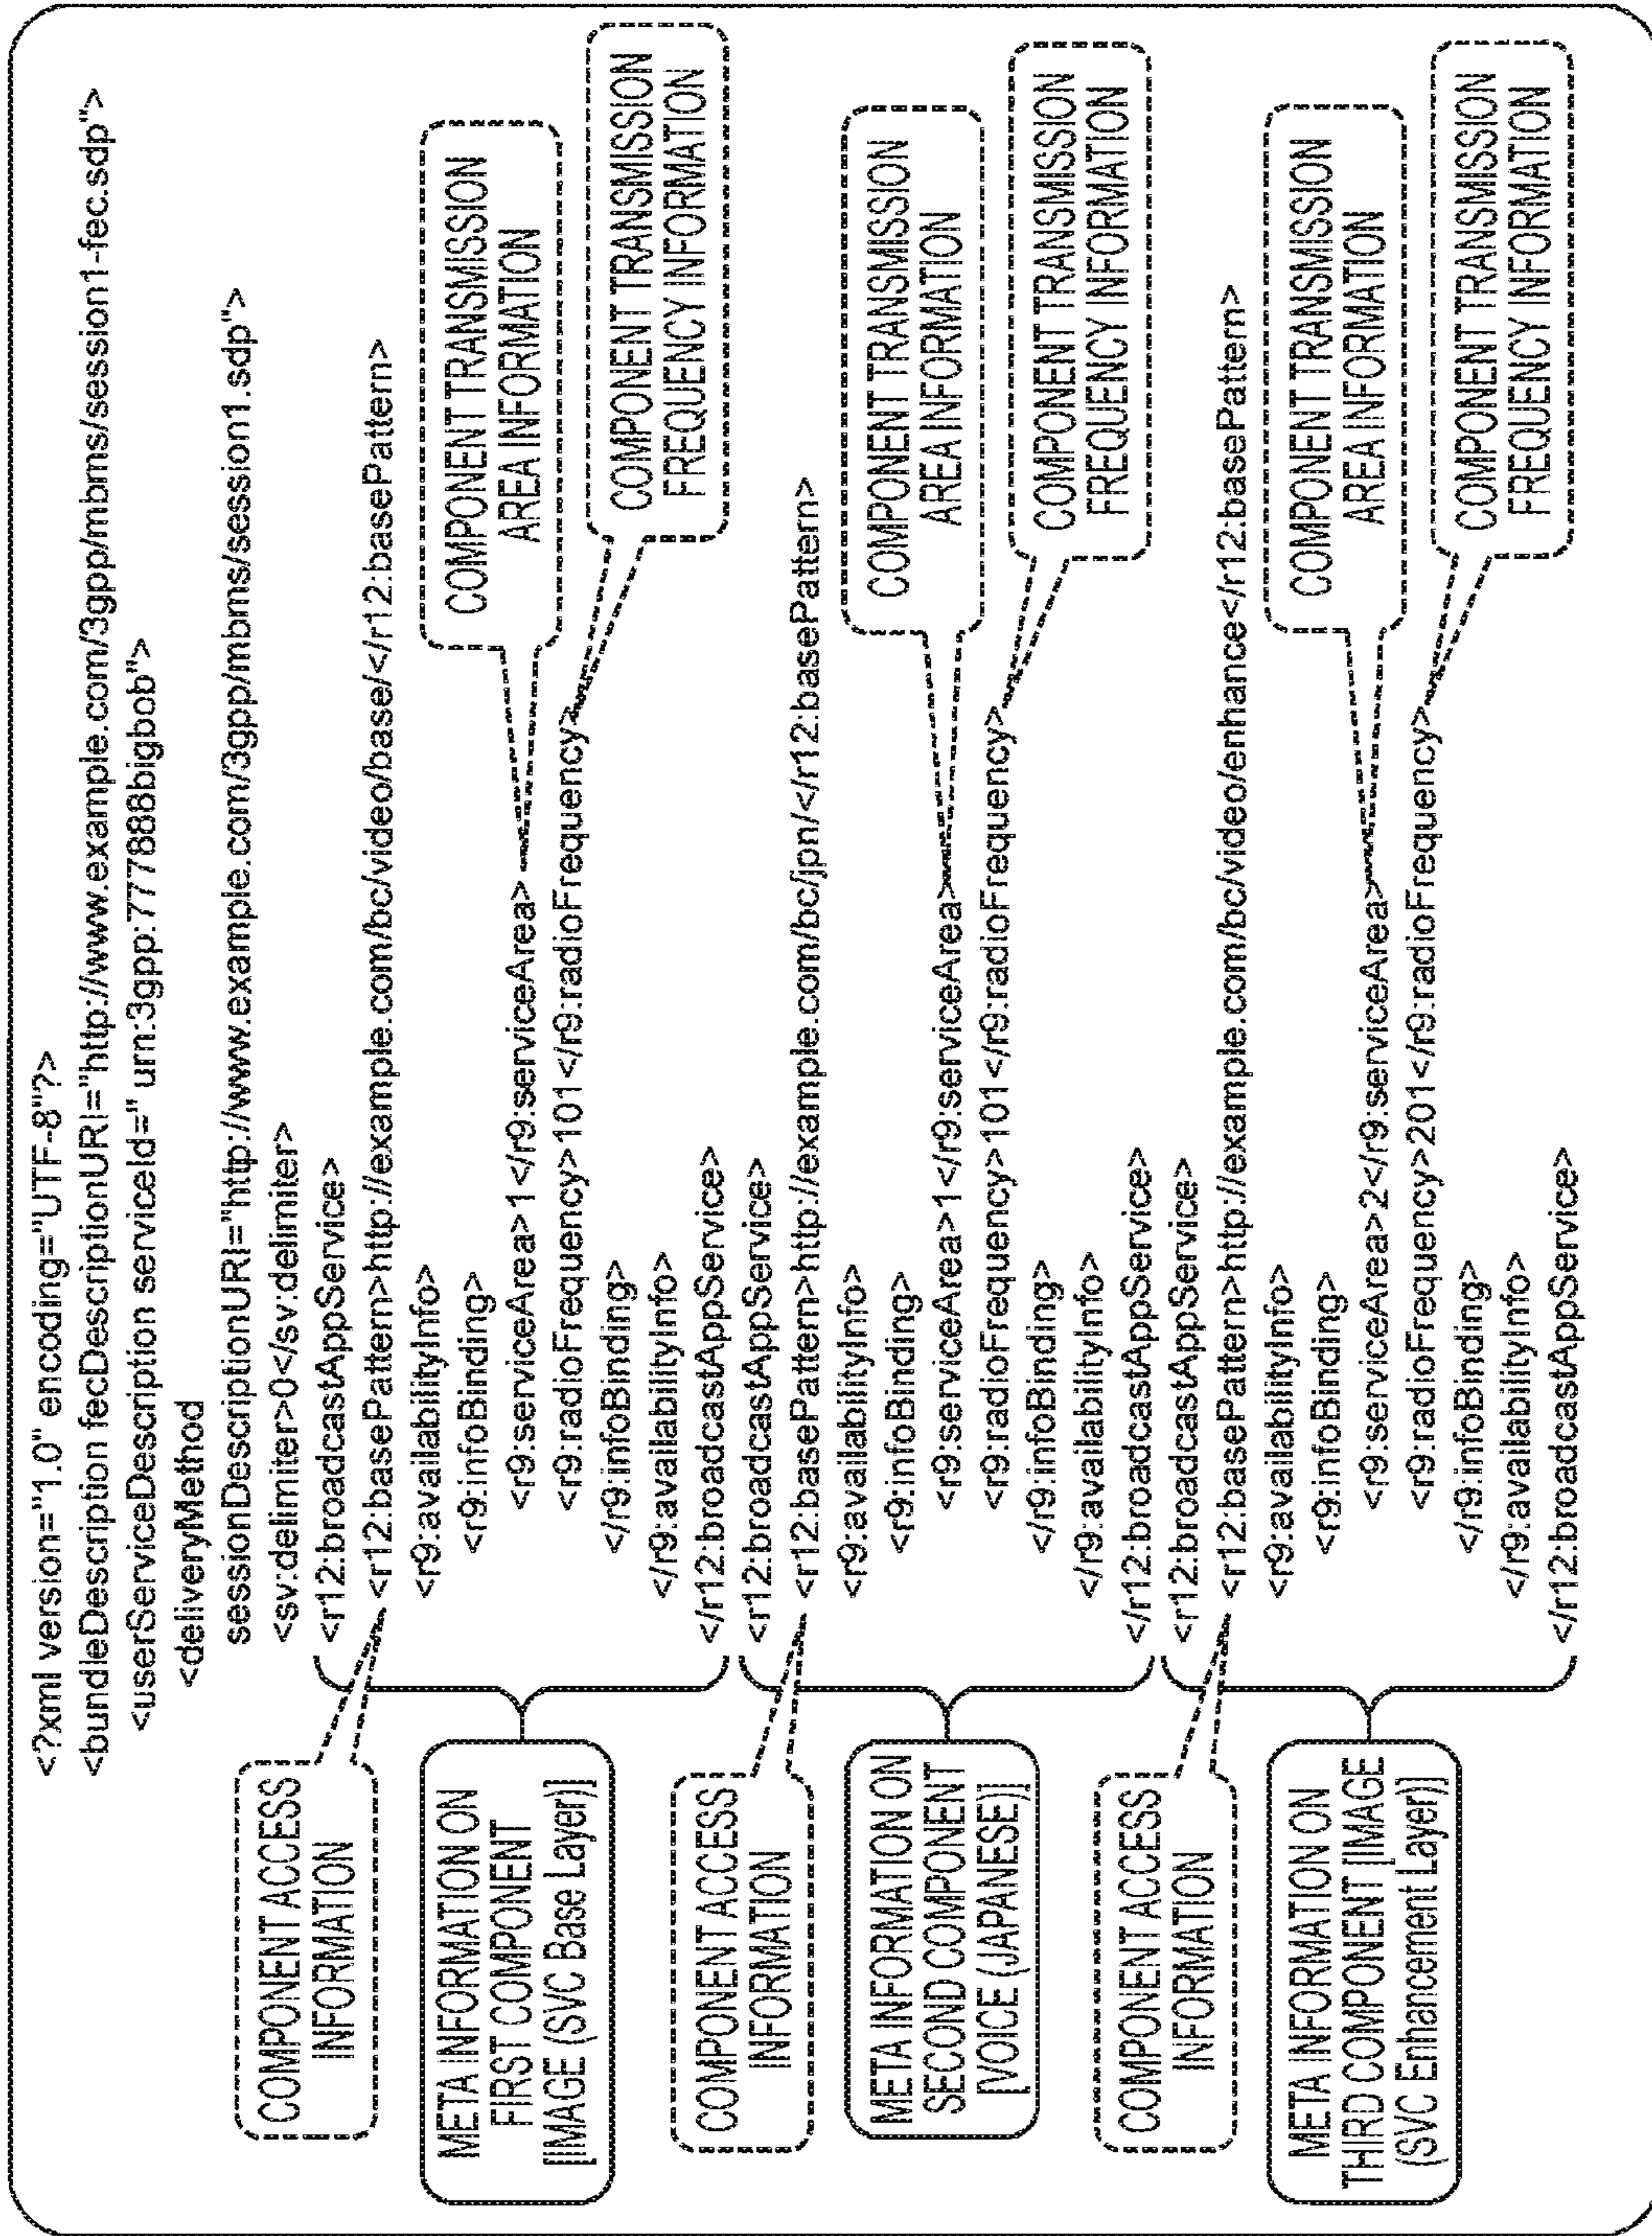 <?xml version="1.0" encoding="UTF-8"?>
<bundleDescription fecDescriptionURI="http://www.example.com/3gpp/mbms/session1-fec.sdp">
<userServiceDescription serviceId=" urn:3gpp:77788bigbob">
<deliveryMethod
sessionDescriptionURI="http://www.example.com/3gpp/mbms/session1.sdp">
<sv:delimiter>0</sv:delimiter>
<r12:broadcastAppService>
<r12:basePattern>http://example.com/bc/video/base/</r12:basePattern>
<r9:availabilityInfo>
<r9:infoBinding>
<r9:serviceArea>1</r9:serviceArea>
<r9:radioFrequency>101</r9:radioFrequency>
</r9:infoBinding>
</r9:availabilityInfo>
</r12:broadcastAppService>
<r12:broadcastAppService>
<r12:basePattern>http://example.com/bc/jpn/</r12:basePattern>
<r9:availabilityInfo>
<r9:infoBinding>
<r9:serviceArea>1</r9:serviceArea>
<r9:radioFrequency>101</r9:radioFrequency>
</r9:infoBinding>
</r9:availabilityInfo>
</r12:broadcastAppService>
<r12:broadcastAppService>
<r12:basePattern>http://example.com/bc/video/enhance</r12:basePattern>
<r9:availabilityInfo>
<r9:infoBinding>
<r9:serviceArea>2</r9:serviceArea>
<r9:radioFrequency>201</r9:radioFrequency>
</r9:infoBinding>
</r9:availabilityInfo>
</r12:broadcastAppService>
COMPONENT ACCESS
INFORMATION
META INFORMATION ON
FIRST COMPONENT
[IMAGE (SVC Base Layer)]
COMPONENT ACCESS
INFORMATION
META INFORMATION ON
SECOND COMPONENT
[VOICE (JAPANESE)]
COMPONENT ACCESS
INFORMATION
META INFORMATION ON
THIRD COMPONENT [IMAGE
(SVC Enhancement Layer)]
COMPONENT TRANSMISSION
AREA INFORMATION
COMPONENT TRANSMISSION
FREQUENCY INFORMATION
COMPONENT TRANSMISSION
AREA INFORMATION
COMPONENT TRANSMISSION
FREQUENCY INFORMATION
COMPONENT TRANSMISSION
AREA INFORMATION
COMPONENT TRANSMISSION
FREQUENCY INFORMATION